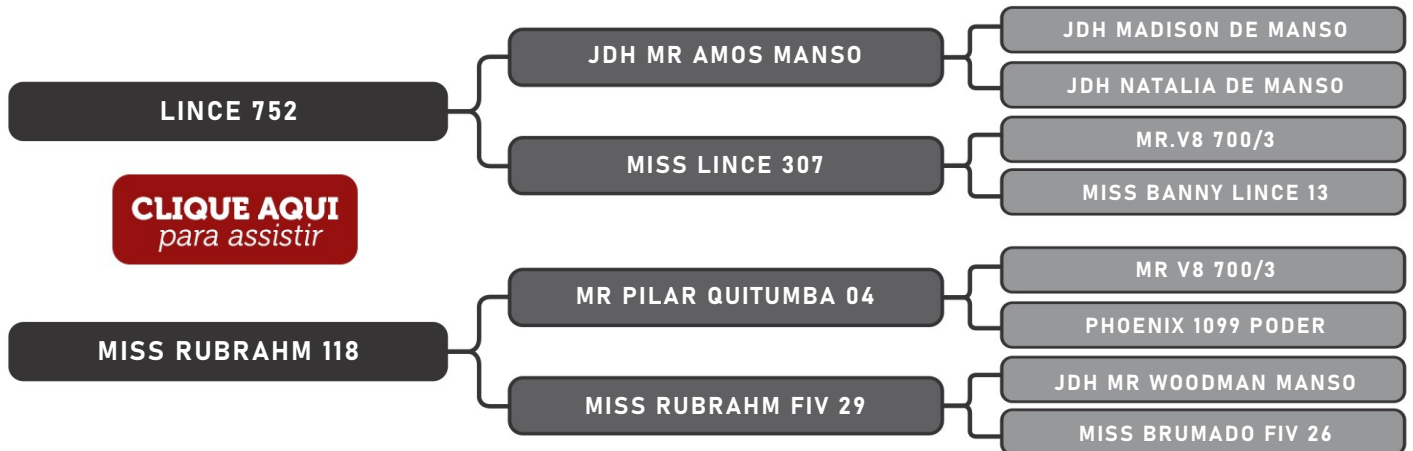 LINCE 752
JDH MR AMOS MANSO
JDH MADISON DE MANSO
JDH NATALIA DE MANSO
MISS LINCE 307
MR.V8 700/3
MISS BANNY LINCE 13
CLIQUE AQUI
para assistir
MISS RUBRAHM 118
MR PILAR QUITUMBA 04
MR V8 700/3
PHOENIX 1099 PODER
MISS RUBRAHM FIV 29
JDH MR WOODMAN MANSO
MISS BRUMADO FIV 26